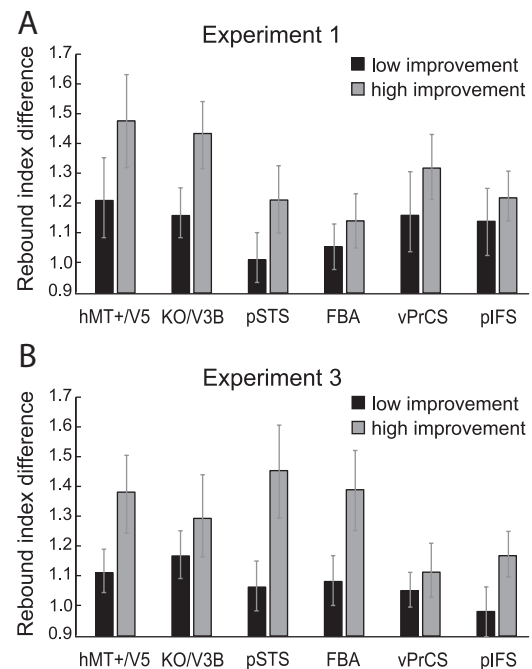 A
Experiment 1
Rebound index difference
1.7
1.6
1.5
1.4
1.3
1.2
1.1
1.0
0.9
low improvement
high improvement
hMT+/V5 KO/V3B pSTS FBA vPrCS pIFS
B
Experiment 3
Rebound index difference
1.7
1.6
1.5
1.4
1.3
1.2
1.1
1.0
0.9
low improvement
high improvement
hMT+/V5 KO/V3B pSTS FBA vPrCS pIFS